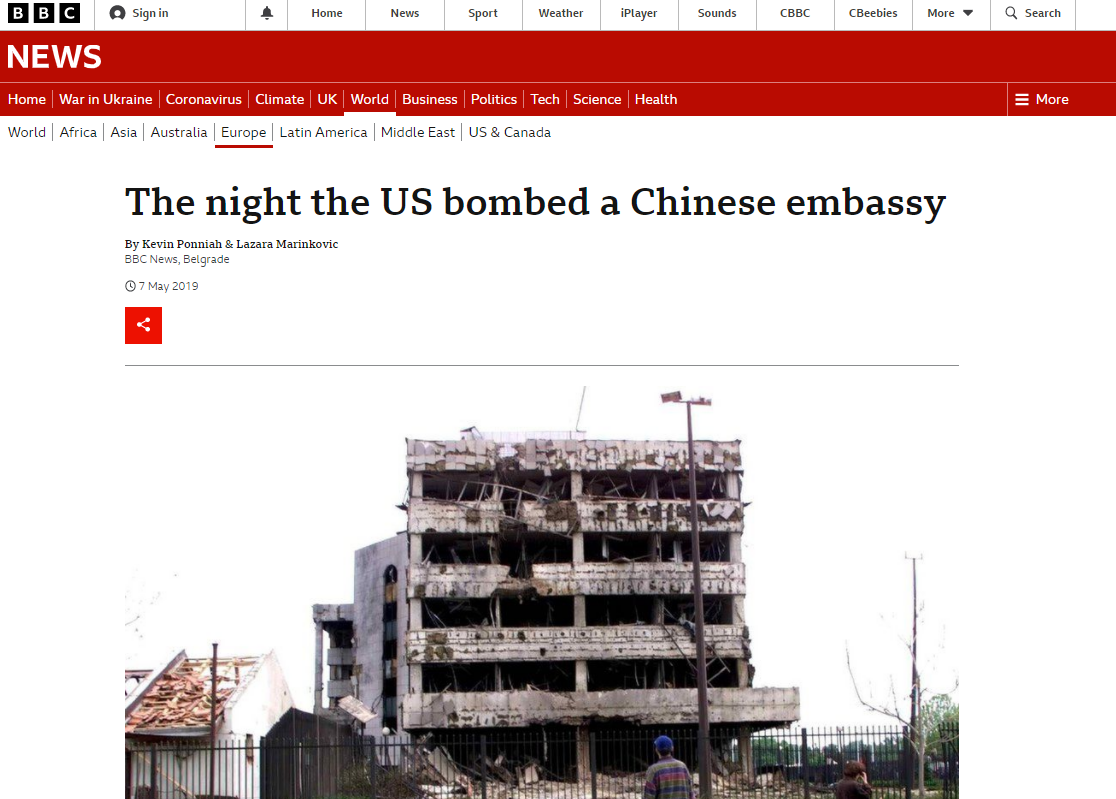 BBC Sign in Home News Sport Weather iPlayer Sounds CBBC CBeebies More Search
NEWS
Home War in Ukraine Coronavirus Climate UK World Business Politics Tech Science Health More
World Africa Asia Australia Europe Latin America Middle East US & Canada
The night the US bombed a Chinese embassy
By Kevin Ponniah & Lazara Marinkovic
BBC News, Belgrade
7 May 2019